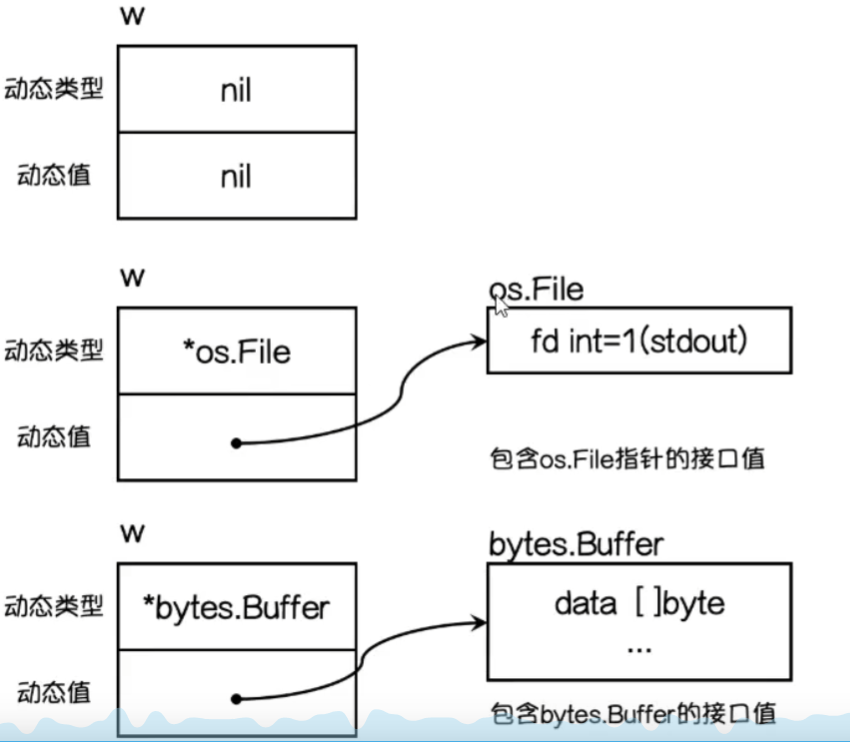 w
动态类型 nil
动态值 nil
w
os.File
动态类型 *os.File fd int=1(stdout)
动态值
包含os.File指针的接口值
w
bytes.Buffer
动态类型 *bytes.Buffer data [ ]byte
...
动态值
包含bytes.Buffer的接口值